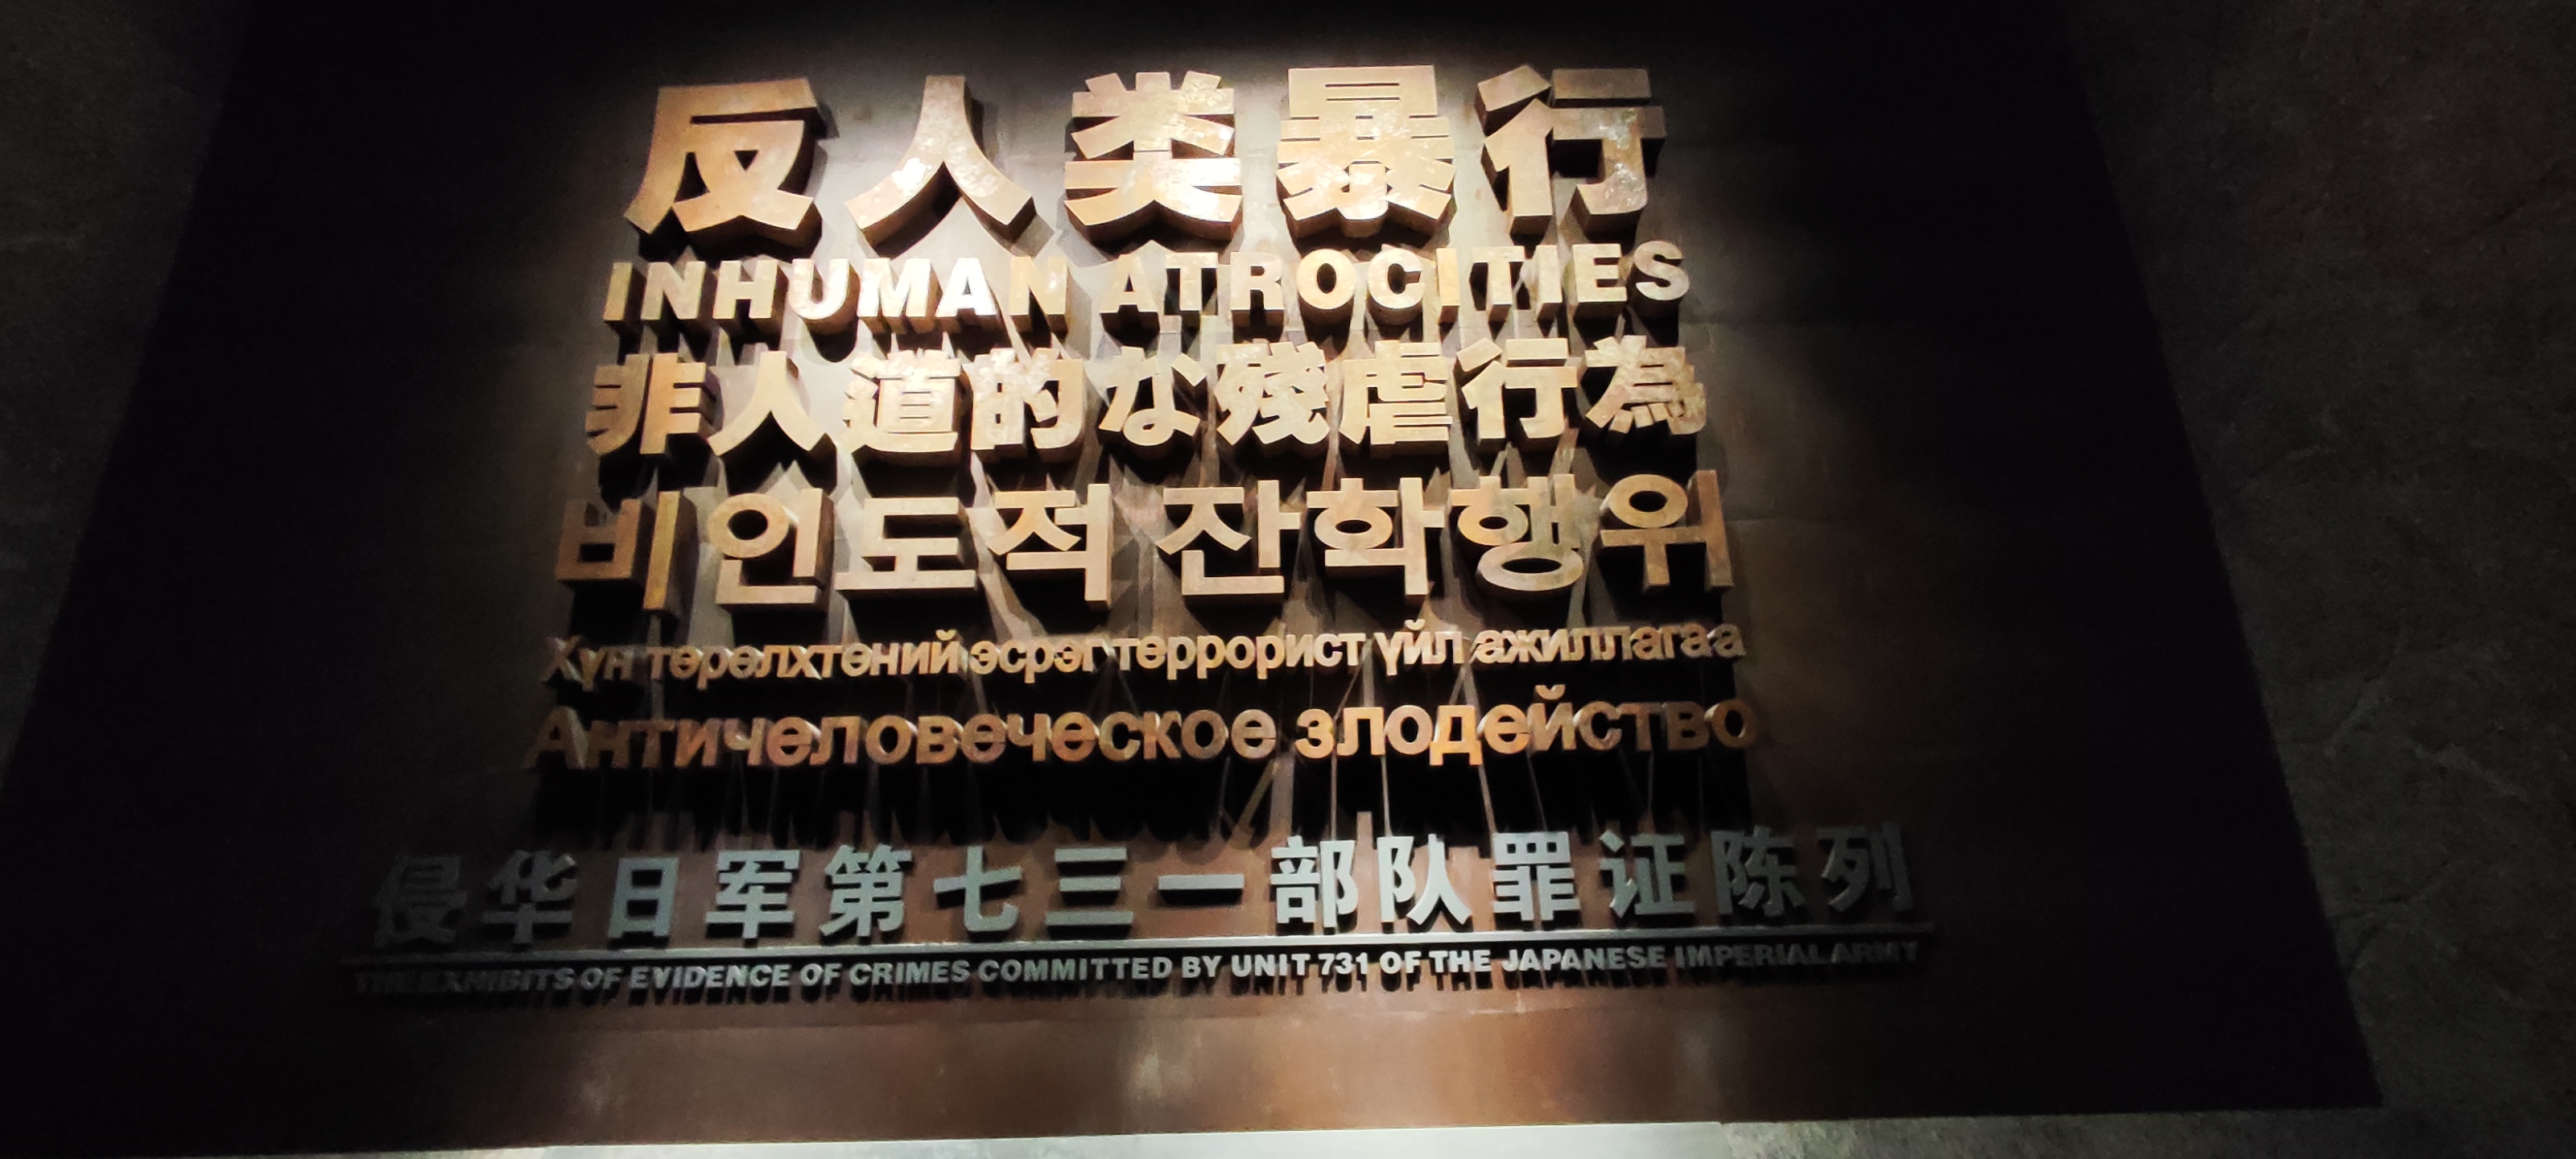 反人类暴行
INHUMAN ATROCITIES
非人道的な殘虐行為
비인도적 잔학행위
Хүн төрөлхтөний эсрэг террорист үйл ажиллагаа
Античеловеческое злодейство
侵华日军第七三一部队罪证陈列
THE EXHIBITS OF EVIDENCE OF CRIMES COMMITTED BY UNIT 731 OF THE JAPANESE IMPERIAL ARMY